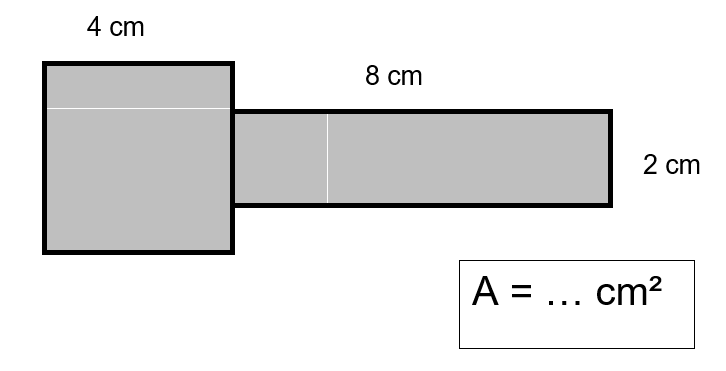 4 cm
8 cm
2 cm
A = … cm²